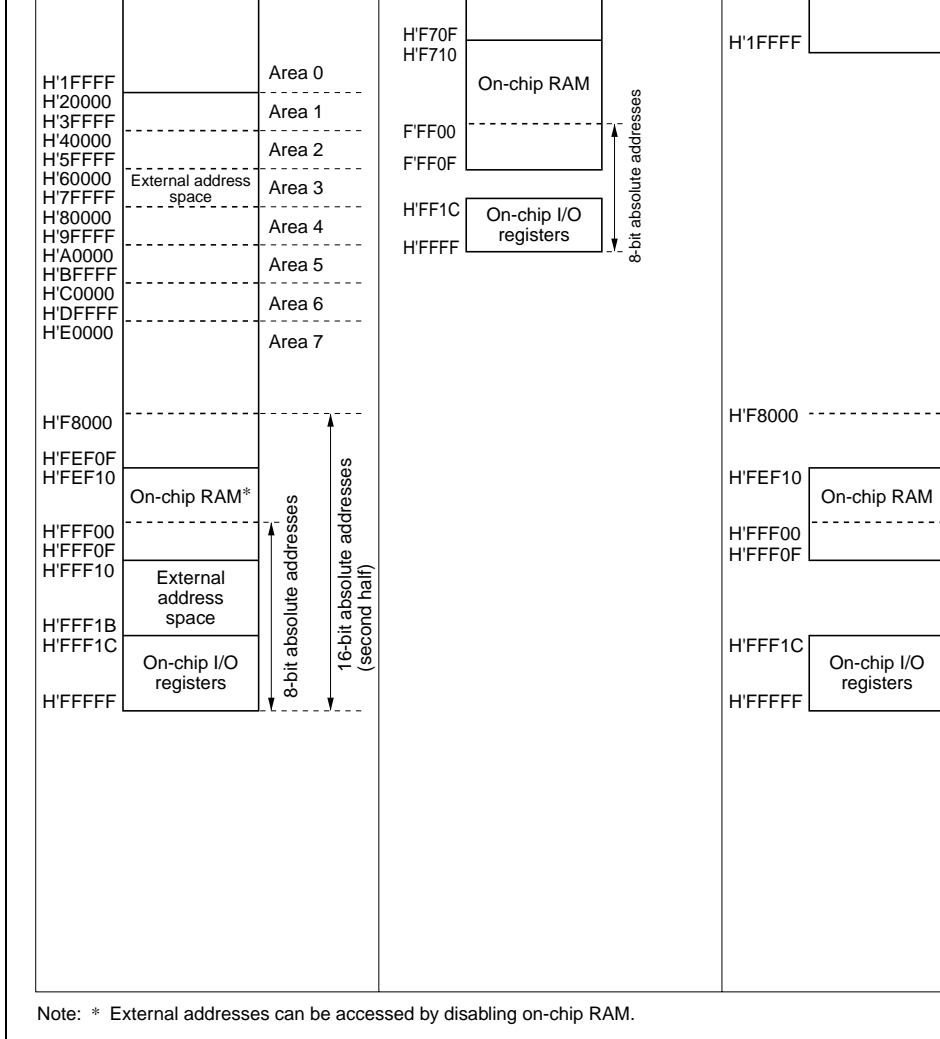 H'1FFFF
Area 0
H'20000
H'3FFFF
Area 1
H'40000
H'5FFFF
Area 2
H'60000
H'7FFFF
External address
space
Area 3
H'80000
H'9FFFF
Area 4
H'A0000
H'BFFFF
Area 5
H'C0000
H'DFFFF
Area 6
H'E0000
Area 7
H'F8000
H'FEF0F
H'FEF10
On-chip RAM*
H'FFF00
H'FFF0F
H'FFF10
External
address
space
H'FFF1B
H'FFF1C
On-chip I/O
registers
H'FFFFF
8-bit absolute addresses
16-bit absolute addresses
(second half)
H'F70F
H'F710
On-chip RAM
F'FF00
F'FF0F
H'FF1C
On-chip I/O
registers
H'FFFF
8-bit absolute addresses
H'1FFFF
H'F8000
H'FEF10
On-chip RAM
H'FFF00
H'FFF0F
H'FFF1C
On-chip I/O
registers
H'FFFFF
Note: * External addresses can be accessed by disabling on-chip RAM.